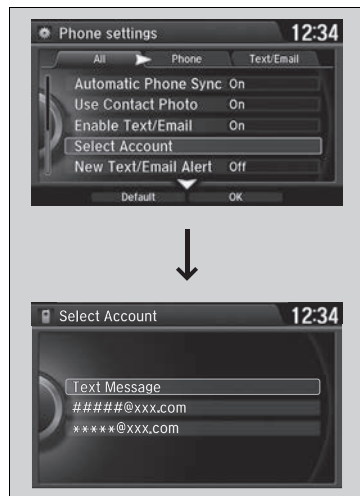 Phone settings 12:34
All Phone Text/Email
Automatic Phone Sync On
Use Contact Photo On
Enable Text/Email On
Select Account
New Text/Email Alert Off
Default OK
Select Account 12:34
Text Message
#####@xxx.com
*****@xxx.com